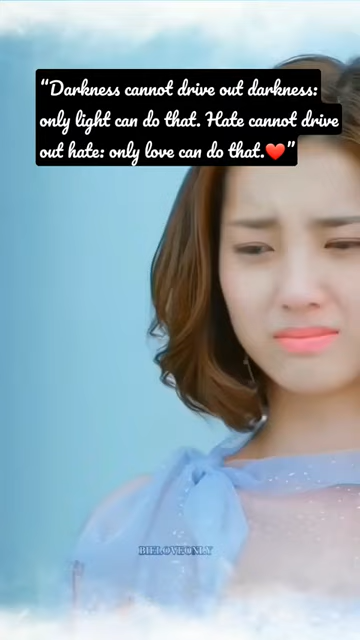 “Darkness cannot drive out darkness:
only light can do that. Hate cannot drive
out hate: only love can do that.❤️”
BIELOVEONLY